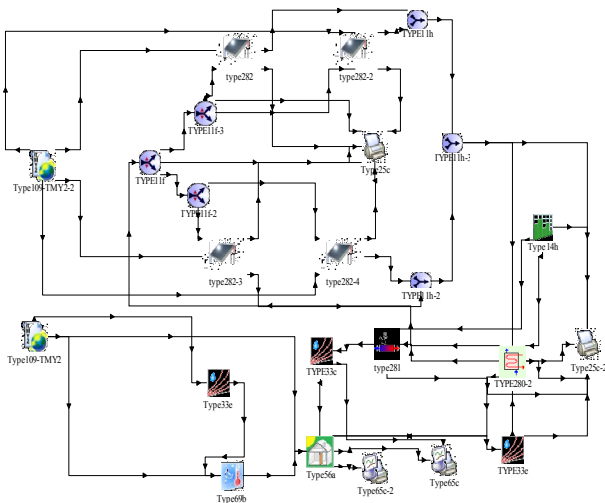 TYPE11h
type282
type282-2
TYPE11f-3
TYPE11h-3
Type25c
Type109-TMY2-2
TYPE11f
TYPE11f-2
Type14h
type282-3
type282-4
TYPE11h-2
Type109-TMY2
TYPE33c
type281
TYPE280-2
Type25c-2
Type33e
Type56a
Type65c-2
Type65c
TYPE33e
Type69b